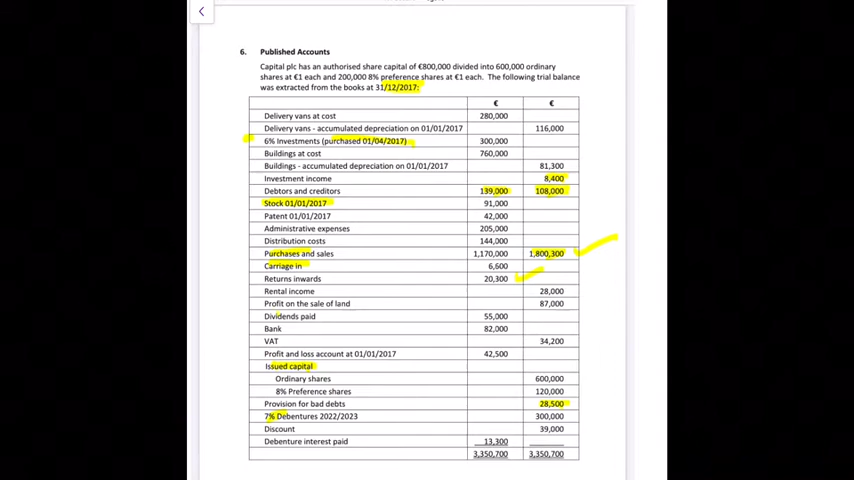 6. Published Accounts
Capital plc has an authorised share capital of €800,000 divided into 600,000 ordinary
shares at €1 each and 200,000 8% preference shares at €1 each. The following trial balance
was extracted from the books at 31/12/2017:
€ €
Delivery vans at cost 280,000
Delivery vans - accumulated depreciation on 01/01/2017 116,000
6% Investments (purchased 01/04/2017) 300,000
Buildings at cost 760,000
Buildings - accumulated depreciation on 01/01/2017 81,300
Investment income 8,400
Debtors and creditors 139,000 108,000
Stock 01/01/2017 91,000
Patent 01/01/2017 42,000
Administrative expenses 205,000
Distribution costs 144,000
Purchases and sales 1,170,000 1,800,300
Carriage in 6,600
Returns inwards 20,300
Rental income 28,000
Profit on the sale of land 87,000
Dividends paid 55,000
Bank 82,000
VAT 34,200
Profit and loss account at 01/01/2017 42,500
Issued capital
Ordinary shares 600,000
8% Preference shares 120,000
Provision for bad debts 28,500
7% Debentures 2022/2023 300,000
Discount 39,000
Debenture interest paid 13,300
3,350,700 3,350,700